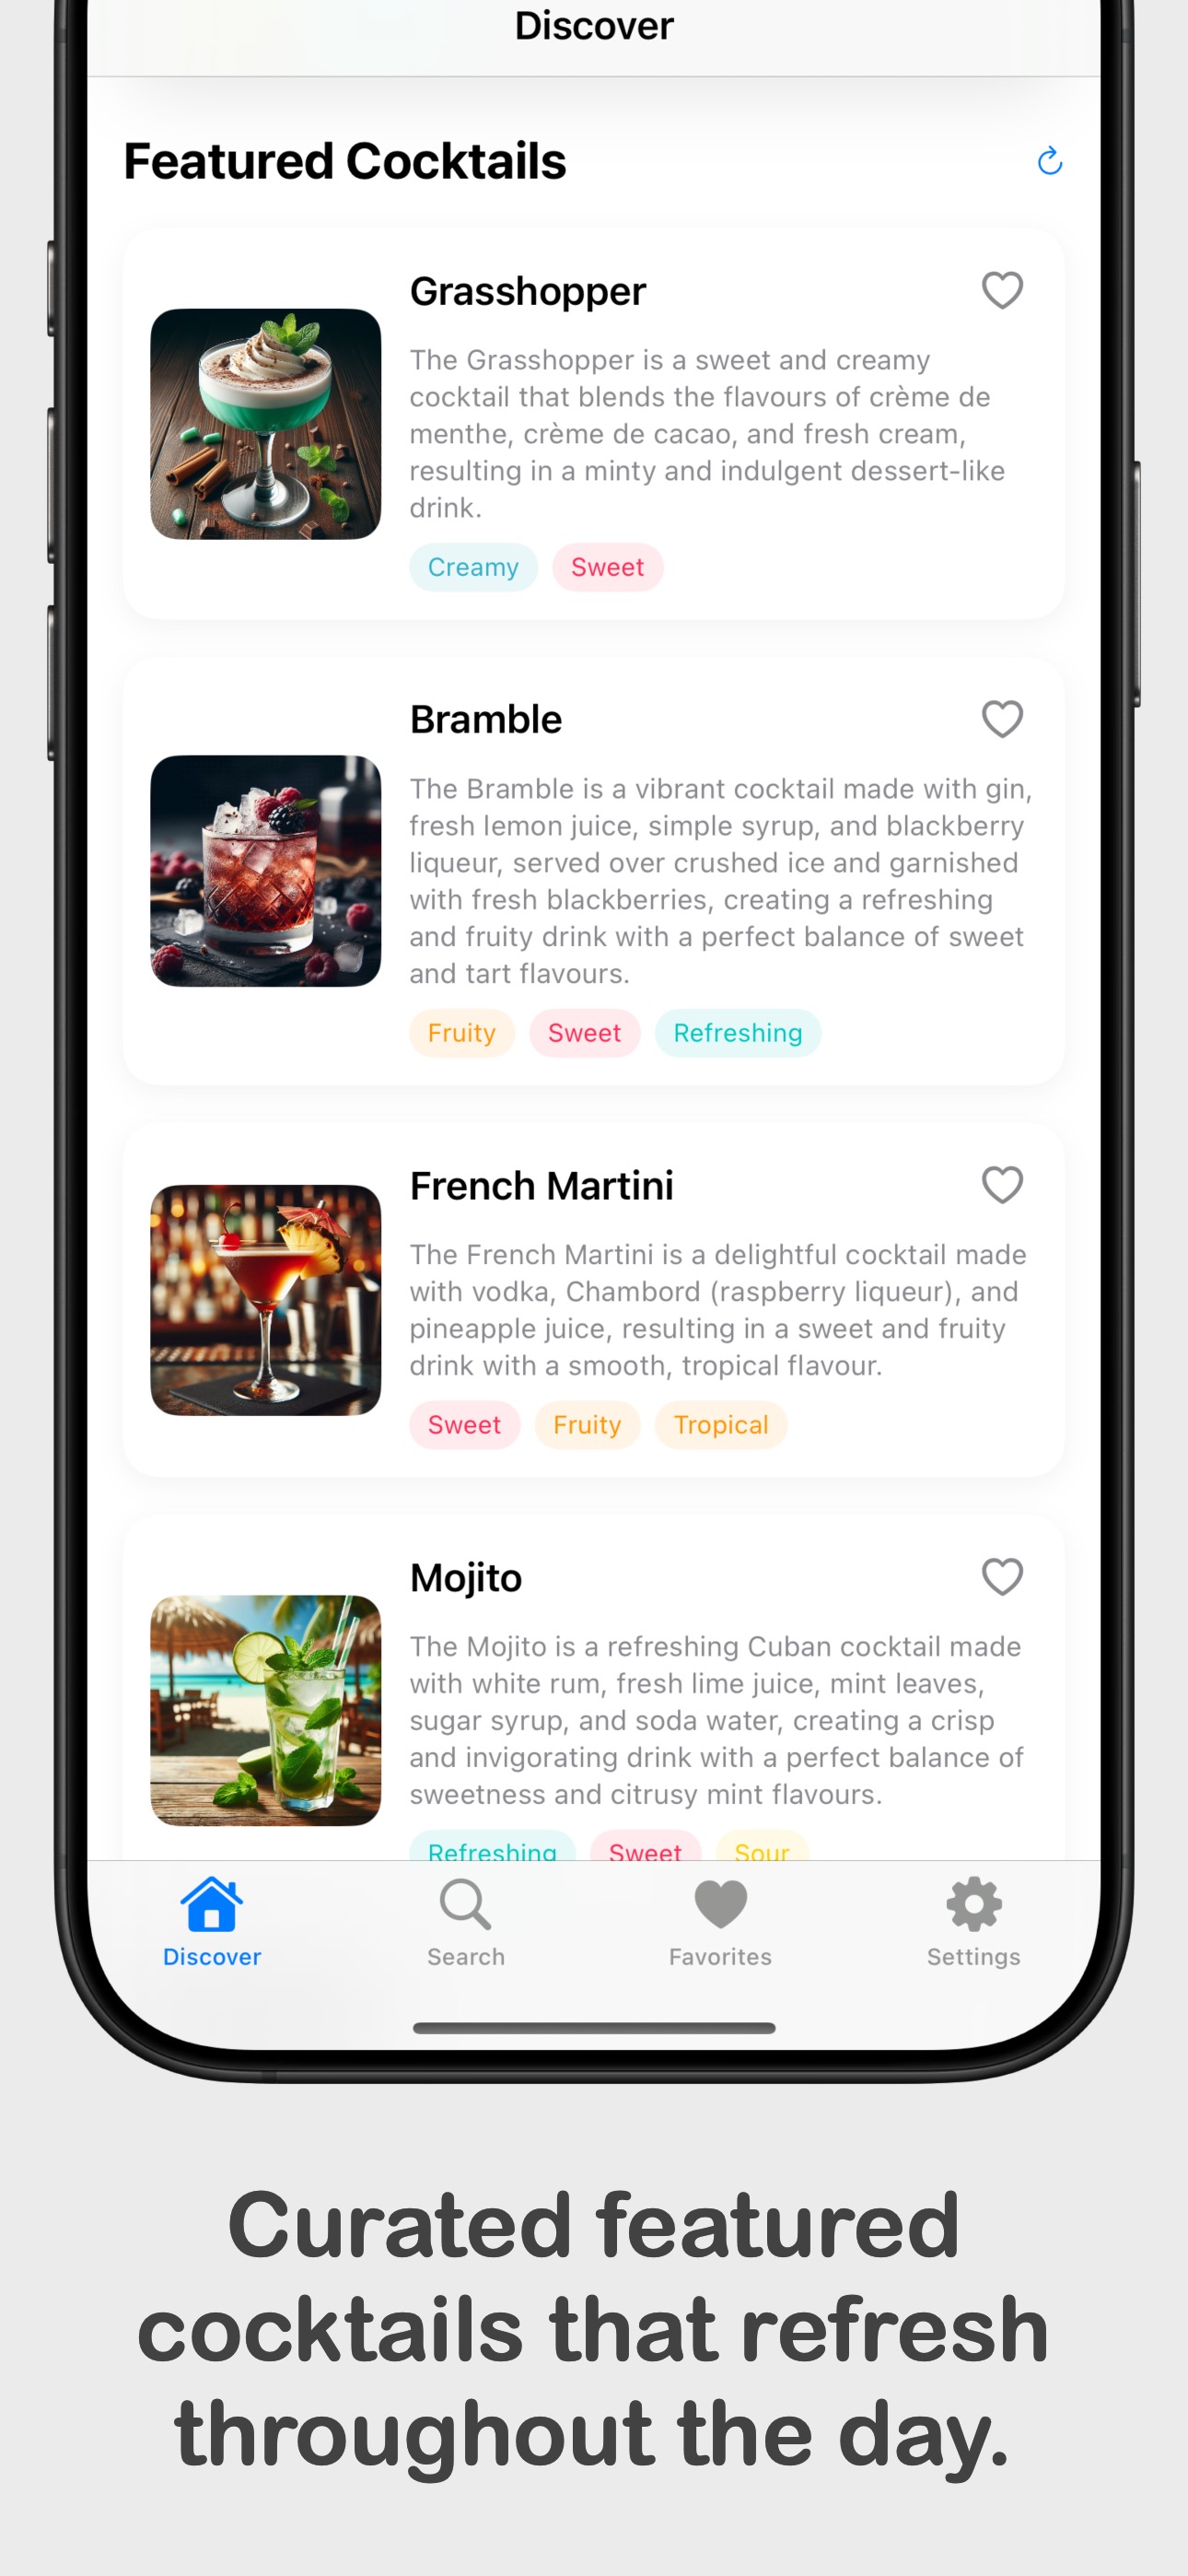 Discover
Featured Cocktails
Grasshopper
The Grasshopper is a sweet and creamy
cocktail that blends the flavours of crème de
menthe, crème de cacao, and fresh cream,
resulting in a minty and indulgent dessert-like
drink.
Creamy Sweet
Bramble
The Bramble is a vibrant cocktail made with gin,
fresh lemon juice, simple syrup, and blackberry
liqueur, served over crushed ice and garnished
with fresh blackberries, creating a refreshing
and fruity drink with a perfect balance of sweet
and tart flavours.
Fruity Sweet Refreshing
French Martini
The French Martini is a delightful cocktail made
with vodka, Chambord (raspberry liqueur), and
pineapple juice, resulting in a sweet and fruity
drink with a smooth, tropical flavour.
Sweet Fruity Tropical
Mojito
The Mojito is a refreshing Cuban cocktail made
with white rum, fresh lime juice, mint leaves,
sugar syrup, and soda water, creating a crisp
and invigorating drink with a perfect balance of
sweetness and citrusy mint flavours.
Refreshing Sweet Sour
Discover Search Favorites Settings
Curated featured
cocktails that refresh
throughout the day.